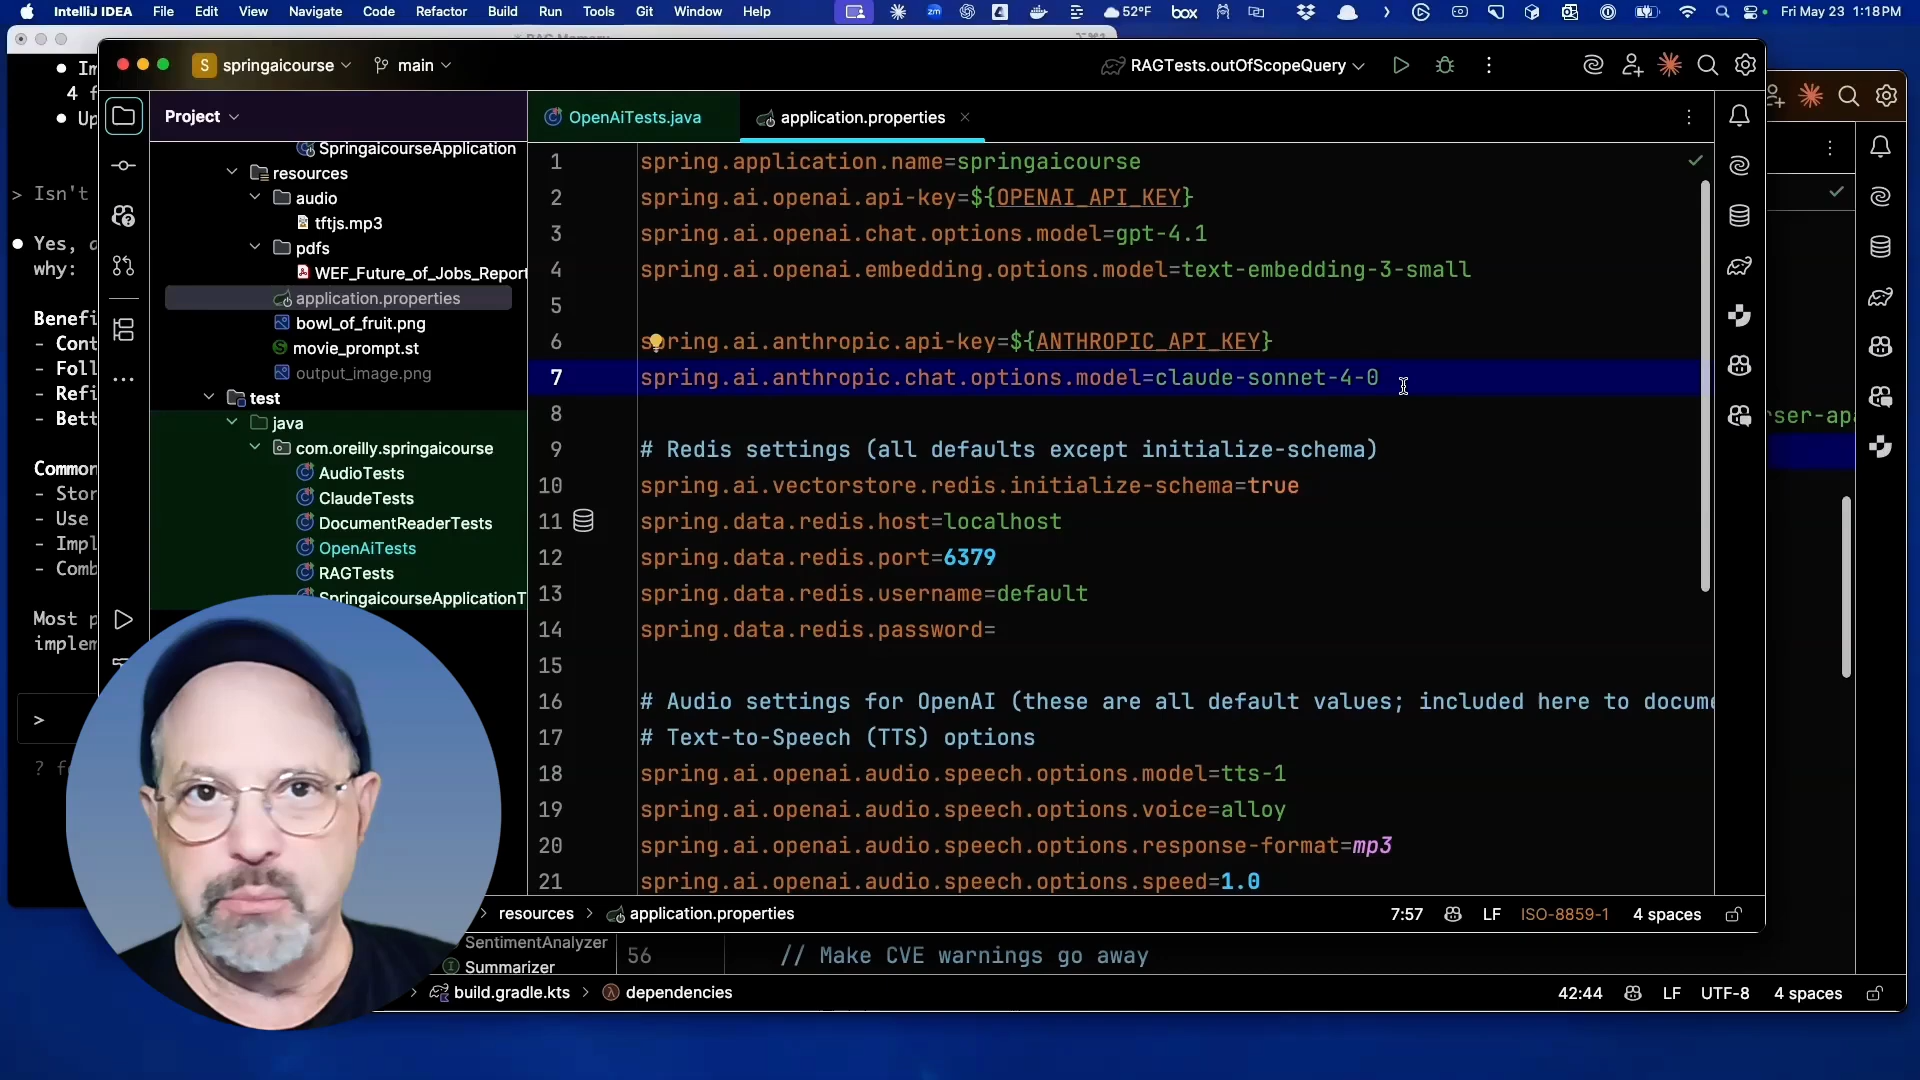 IntelliJ IDEA File Edit View Navigate Code Refactor Build Run Tools Git Window Help
zm 52°F box Fri May 23 1:18 PM
S springaicourse main
RAGTests.outOfScopeQuery
4
> Isn't
Yes,
why:
-
-
-
-
- Use
-
-
Most
>
?
Project
SpringaicourseApplication
resources
audio
tftjs.mp3
pdfs
WEF_Future_of_Jobs_Report
application.properties
bowl_of_fruit.png
movie_prompt.st
output_image.png
test
java
com.oreilly.springaicourse
AudioTests
ClaudeTests
DocumentReaderTests
OpenAiTests
RAGTests
OpenAiTests.java
application.properties
1 spring.application.name=springaicourse
2 spring.ai.openai.api-key=${OPENAI_API_KEY}
3 spring.ai.openai.chat.options.model=gpt-4.1
4 spring.ai.openai.embedding.options.model=text-embedding-3-small
5
6 spring.ai.anthropic.api-key=${ANTHROPIC_API_KEY}
7 spring.ai.anthropic.chat.options.model=claude-sonnet-4-0
8
9 # Redis settings (all defaults except initialize-schema)
10 spring.ai.vectorstore.redis.initialize-schema=true
11 spring.data.redis.host=localhost
12 spring.data.redis.port=6379
13 spring.data.redis.username=default
14 spring.data.redis.password=
15
16 # Audio settings for OpenAI (these are all default values; included here to
17 # Text-to-Speech (TTS) options
18 spring.ai.openai.audio.speech.options.model=tts-1
19 spring.ai.openai.audio.speech.options.voice=alloy
20 spring.ai.openai.audio.speech.options.response-format=mp3
21 spring.ai.openai.audio.speech.options.speed=1.0
> resources > application.properties
7:57 LF ISO-8859-1 4 spaces
SentimentAnalyzer
Summarizer
56 // Make CVE warnings go away
> build.gradle.kts > dependencies
42:44 LF UTF-8 4 spaces